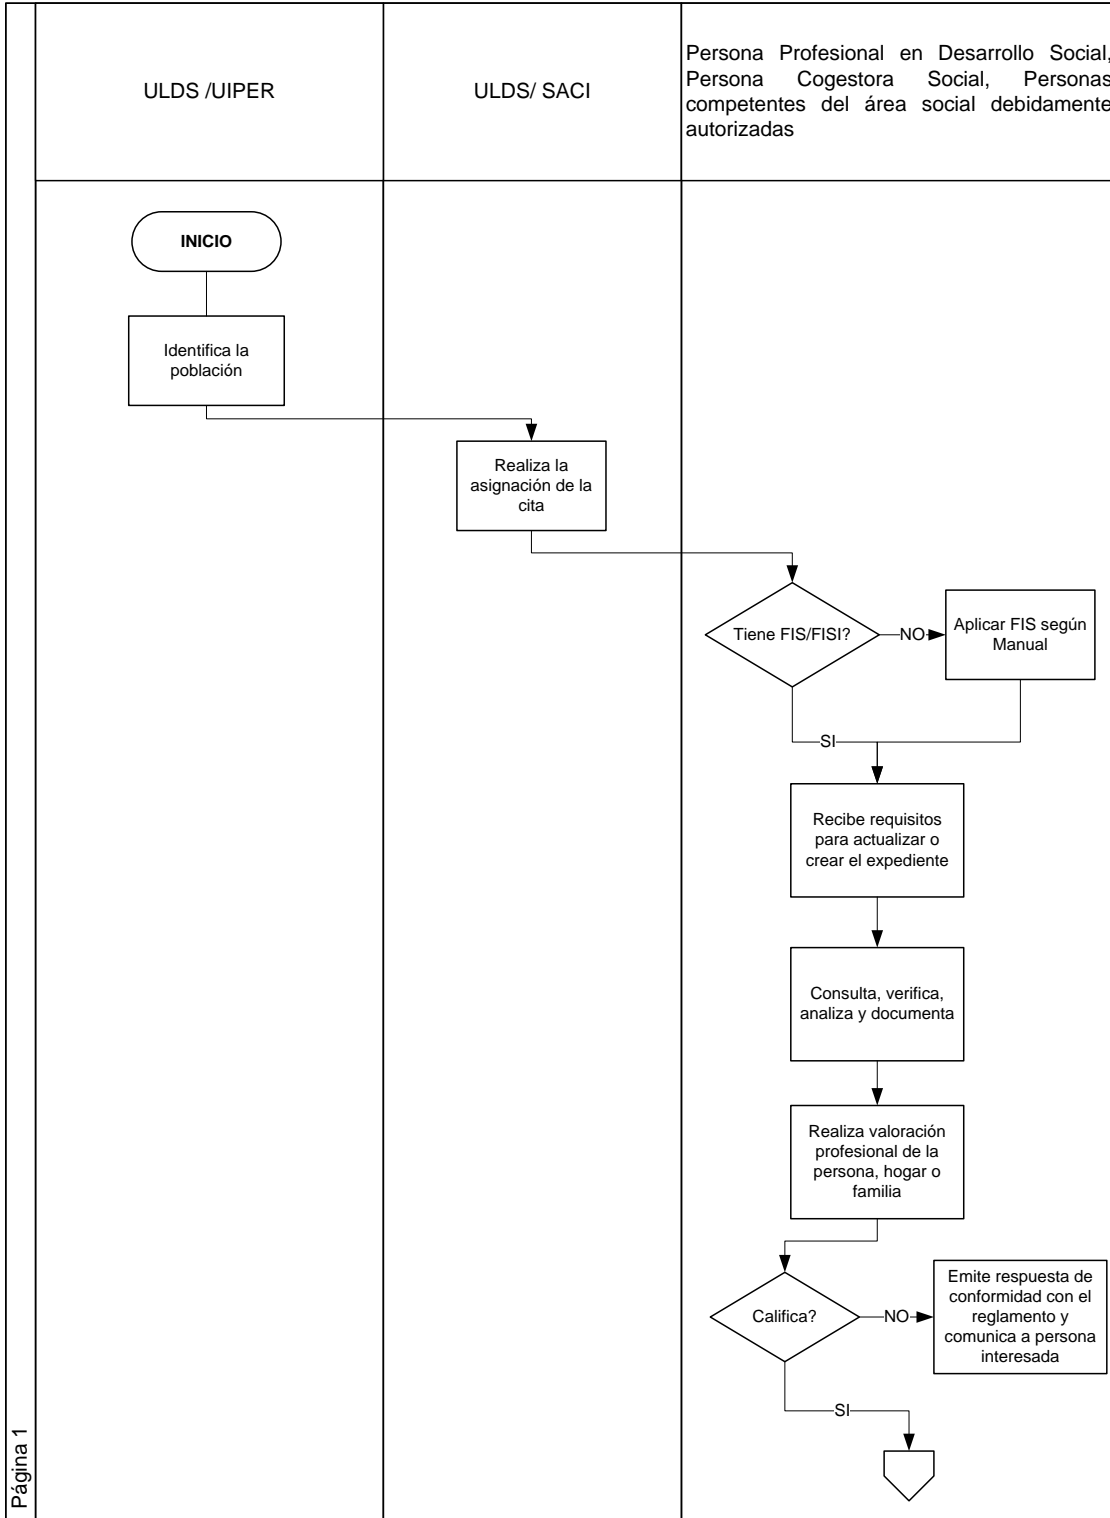 ULDS /UIPER
ULDS/ SACI
Persona Profesional en Desarrollo Social,
Persona Cogestora Social, Personas
competentes del área social debidamente
autorizadas
INICIO
Identifica la
población
Realiza la
asignación de la
cita
Tiene FIS/FISI?
NO
Aplicar FIS según
Manual
SI
Recibe requisitos
para actualizar o
crear el expediente
Consulta, verifica,
analiza y documenta
Realiza valoración
profesional de la
persona, hogar o
familia
Califica?
NO
Emite respuesta de
conformidad con el
reglamento y
comunica a persona
interesada
SI
Página 1